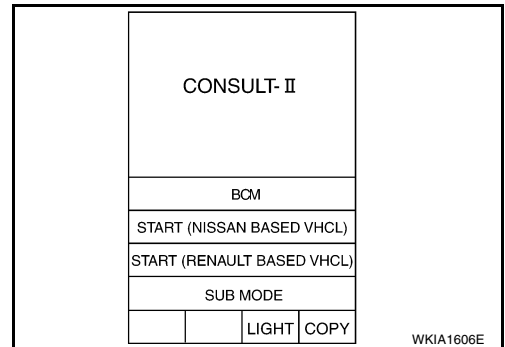 CONSULT-Ⅱ
BCM
START (NISSAN BASED VHCL)
START (RENAULT BASED VHCL)
SUB MODE
LIGHT COPY
WKIA1606E